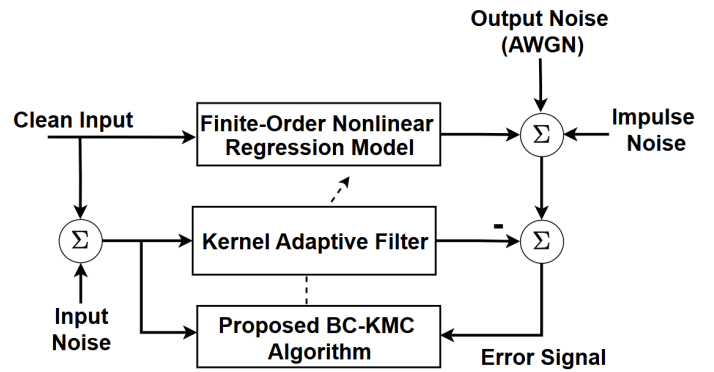 Output Noise
(AWGN)
Clean Input
Finite-Order Nonlinear
Regression Model
Σ
Impulse
Noise
Σ
Kernel Adaptive Filter
-
Σ
Input
Noise
Proposed BC-KMC
Algorithm
Error Signal